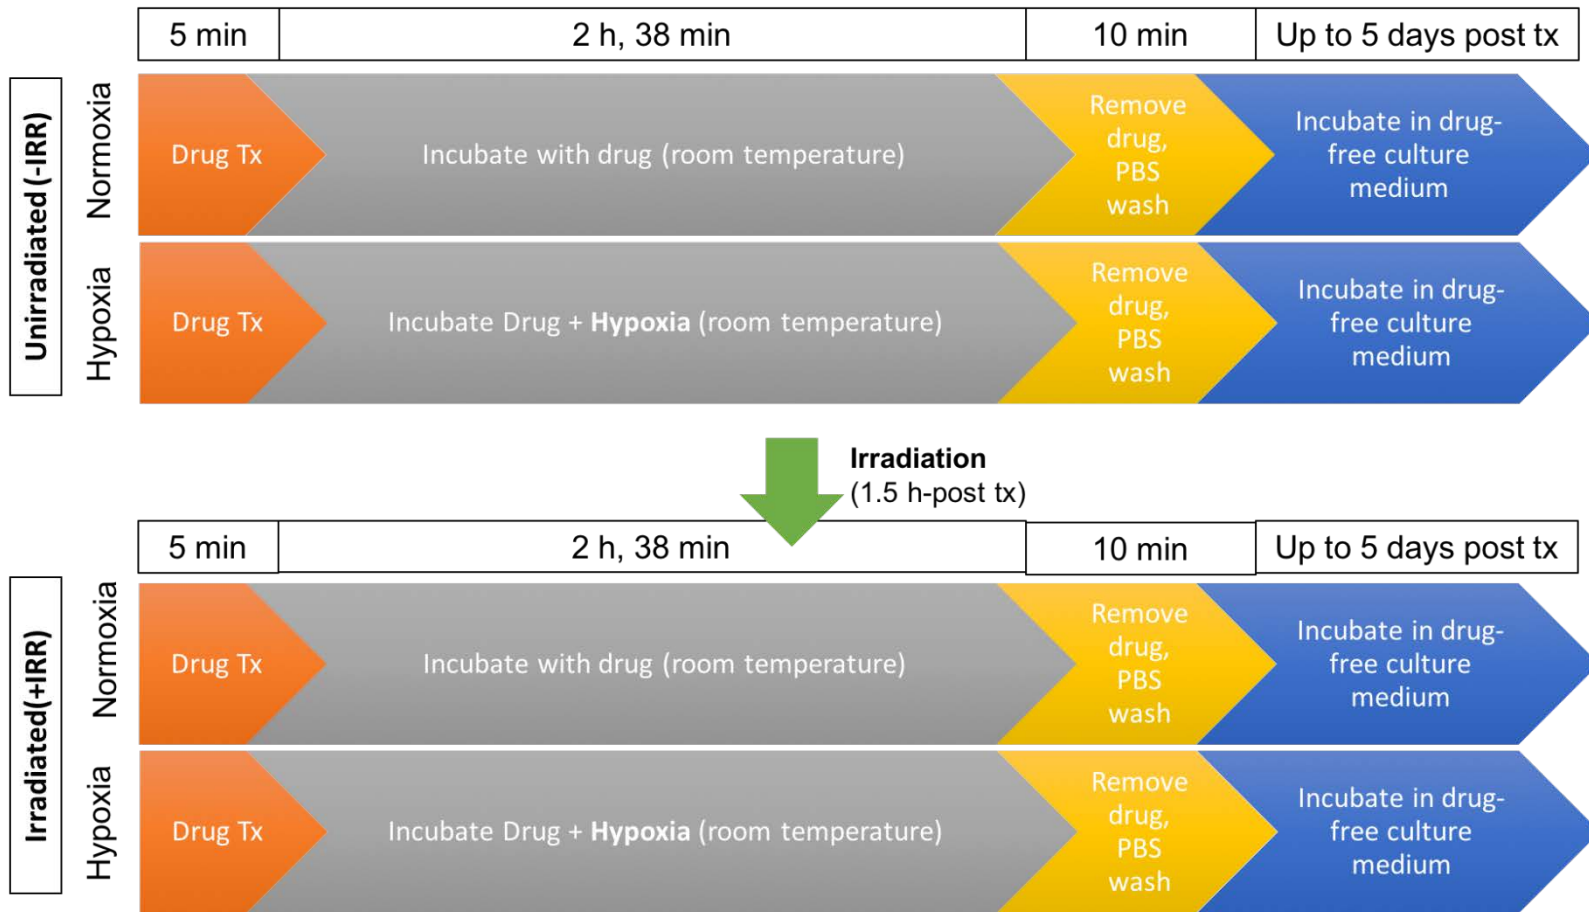 5 min
2 h, 38 min
10 min
Up to 5 days post tx
Unirradiated (-IRR)
Normoxia
Drug Tx
Incubate with drug (room temperature)
Remove
drug,
PBS
wash
Incubate in drug-
free culture
medium
Hypoxia
Drug Tx
Incubate Drug + Hypoxia (room temperature)
Remove
drug,
PBS
wash
Incubate in drug-
free culture
medium
Irradiation
(1.5 h-post tx)
5 min
2 h, 38 min
10 min
Up to 5 days post tx
Irradiated(+IRR)
Normoxia
Drug Tx
Incubate with drug (room temperature)
Remove
drug,
PBS
wash
Incubate in drug-
free culture
medium
Hypoxia
Drug Tx
Incubate Drug + Hypoxia (room temperature)
Remove
drug,
PBS
wash
Incubate in drug-
free culture
medium